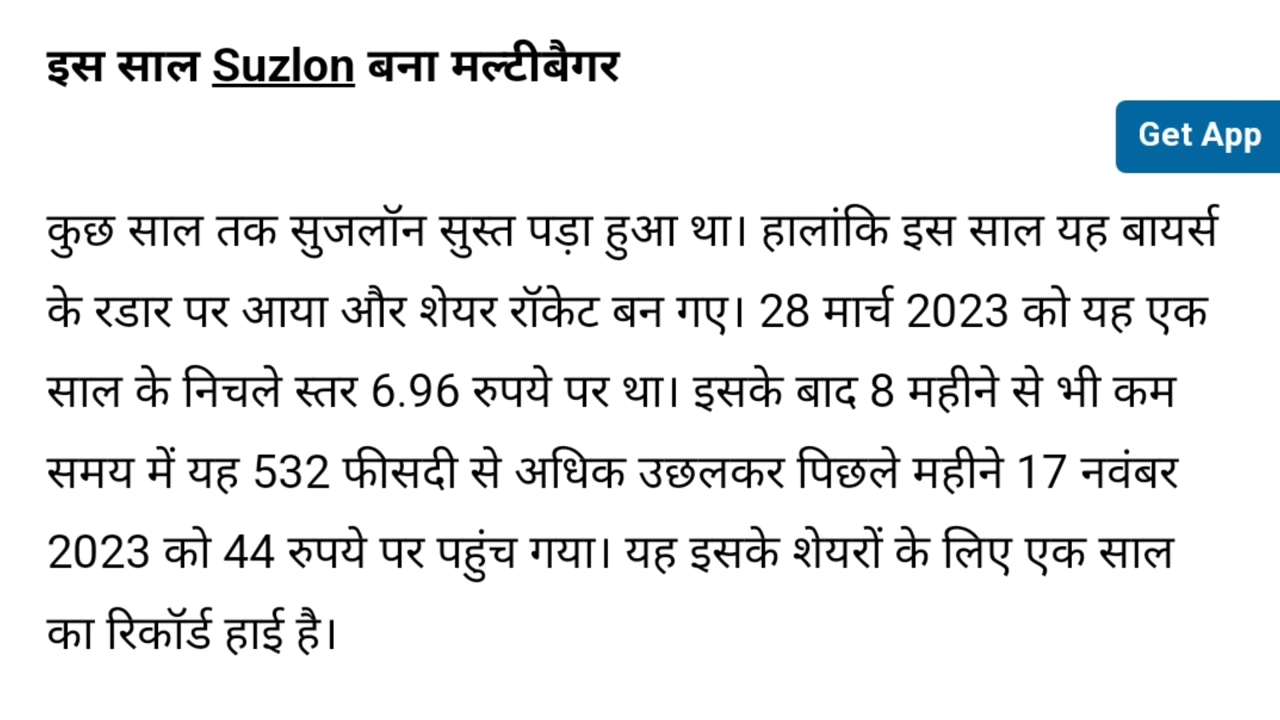 इस साल Suzlon बना मल्टीबैगर
Get App
कुछ साल तक सुजलॉन सुस्त पड़ा हुआ था। हालांकि इस साल यह बायर्स
के रडार पर आया और शेयर रॉकेट बन गए। 28 मार्च 2023 को यह एक
साल के निचले स्तर 6.96 रुपये पर था। इसके बाद 8 महीने से भी कम
समय में यह 532 फीसदी से अधिक उछलकर पिछले महीने 17 नवंबर
2023 को 44 रुपये पर पहुंच गया। यह इसके शेयरों के लिए एक साल
का रिकॉर्ड हाई है।